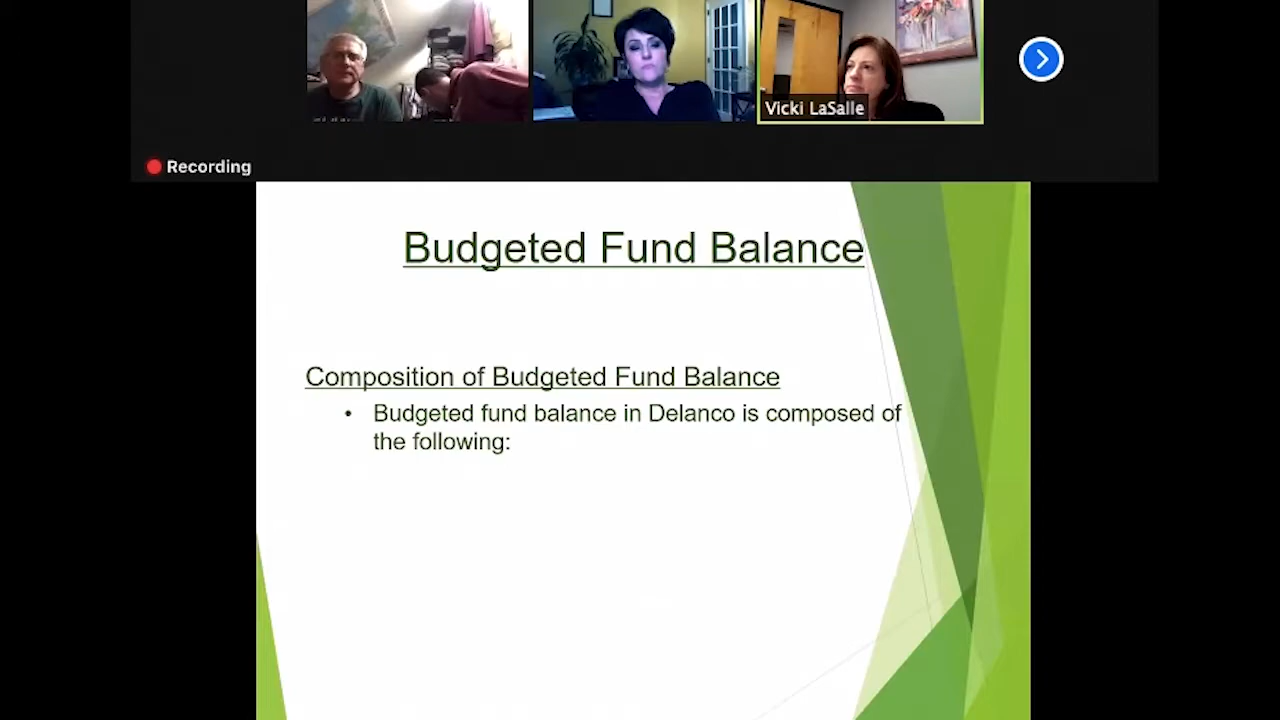 Vicki LaSalle
Recording
Budgeted Fund Balance
Composition of Budgeted Fund Balance
• Budgeted fund balance in Delanco is composed of
the following: